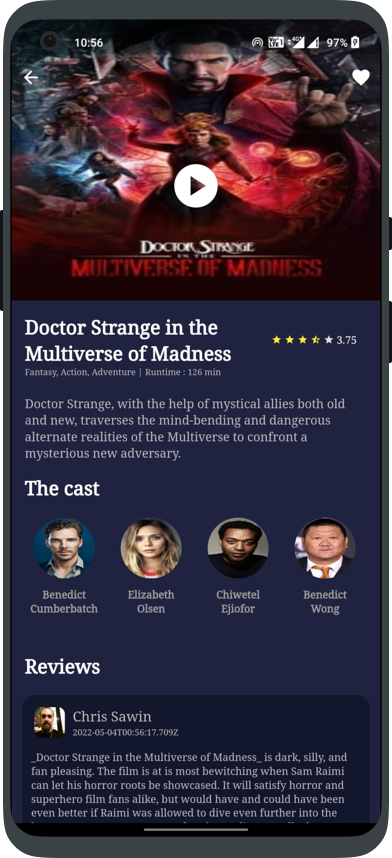 10:56
97%
DOCTOR STRANGE
IN THE
MULTIVERSE OF MADNESS
Doctor Strange in the
Multiverse of Madness
3.75
Fantasy, Action, Adventure | Runtime : 126 min
Doctor Strange, with the help of mystical allies both old
and new, traverses the mind-bending and dangerous
alternate realities of the Multiverse to confront a
mysterious new adversary.
The cast
Benedict Cumberbatch
Elizabeth Olsen
Chiwetel Ejiofor
Benedict Wong
Reviews
Chris Sawin
2022-05-04T00:56:17.709Z
_Doctor Strange in the Multiverse of Madness_ is dark, silly, and
fan pleasing. The film is at is most bewitching when Sam Raimi
can let his horror roots be showcased. It will satisfy horror and
superhero film fans alike, but would have and could have been
even better if Raimi was allowed to dive even further into the